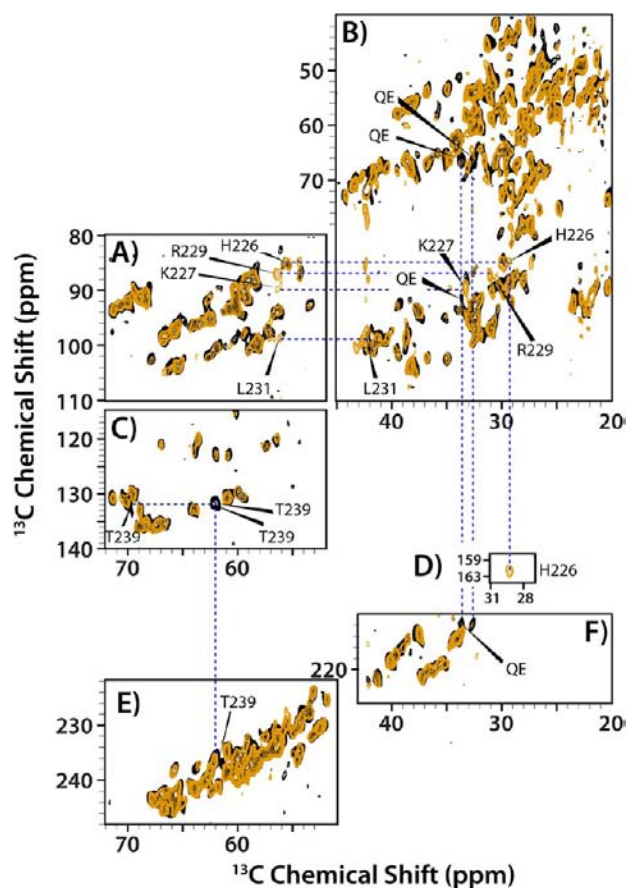 B)
50
QE
60
QE
70
80
H226
A)
R229
K227
H226
90
K227
QE
100
R229
L231
L231
110
40 30 20
C)
120
130
T239
T239
T239
140
70 60
D)
159
163
H226
31 28
F)
QE
220
E)
T239
230
240
40 30 20
70 60
13C Chemical Shift (ppm)
13C Chemical Shift (ppm)